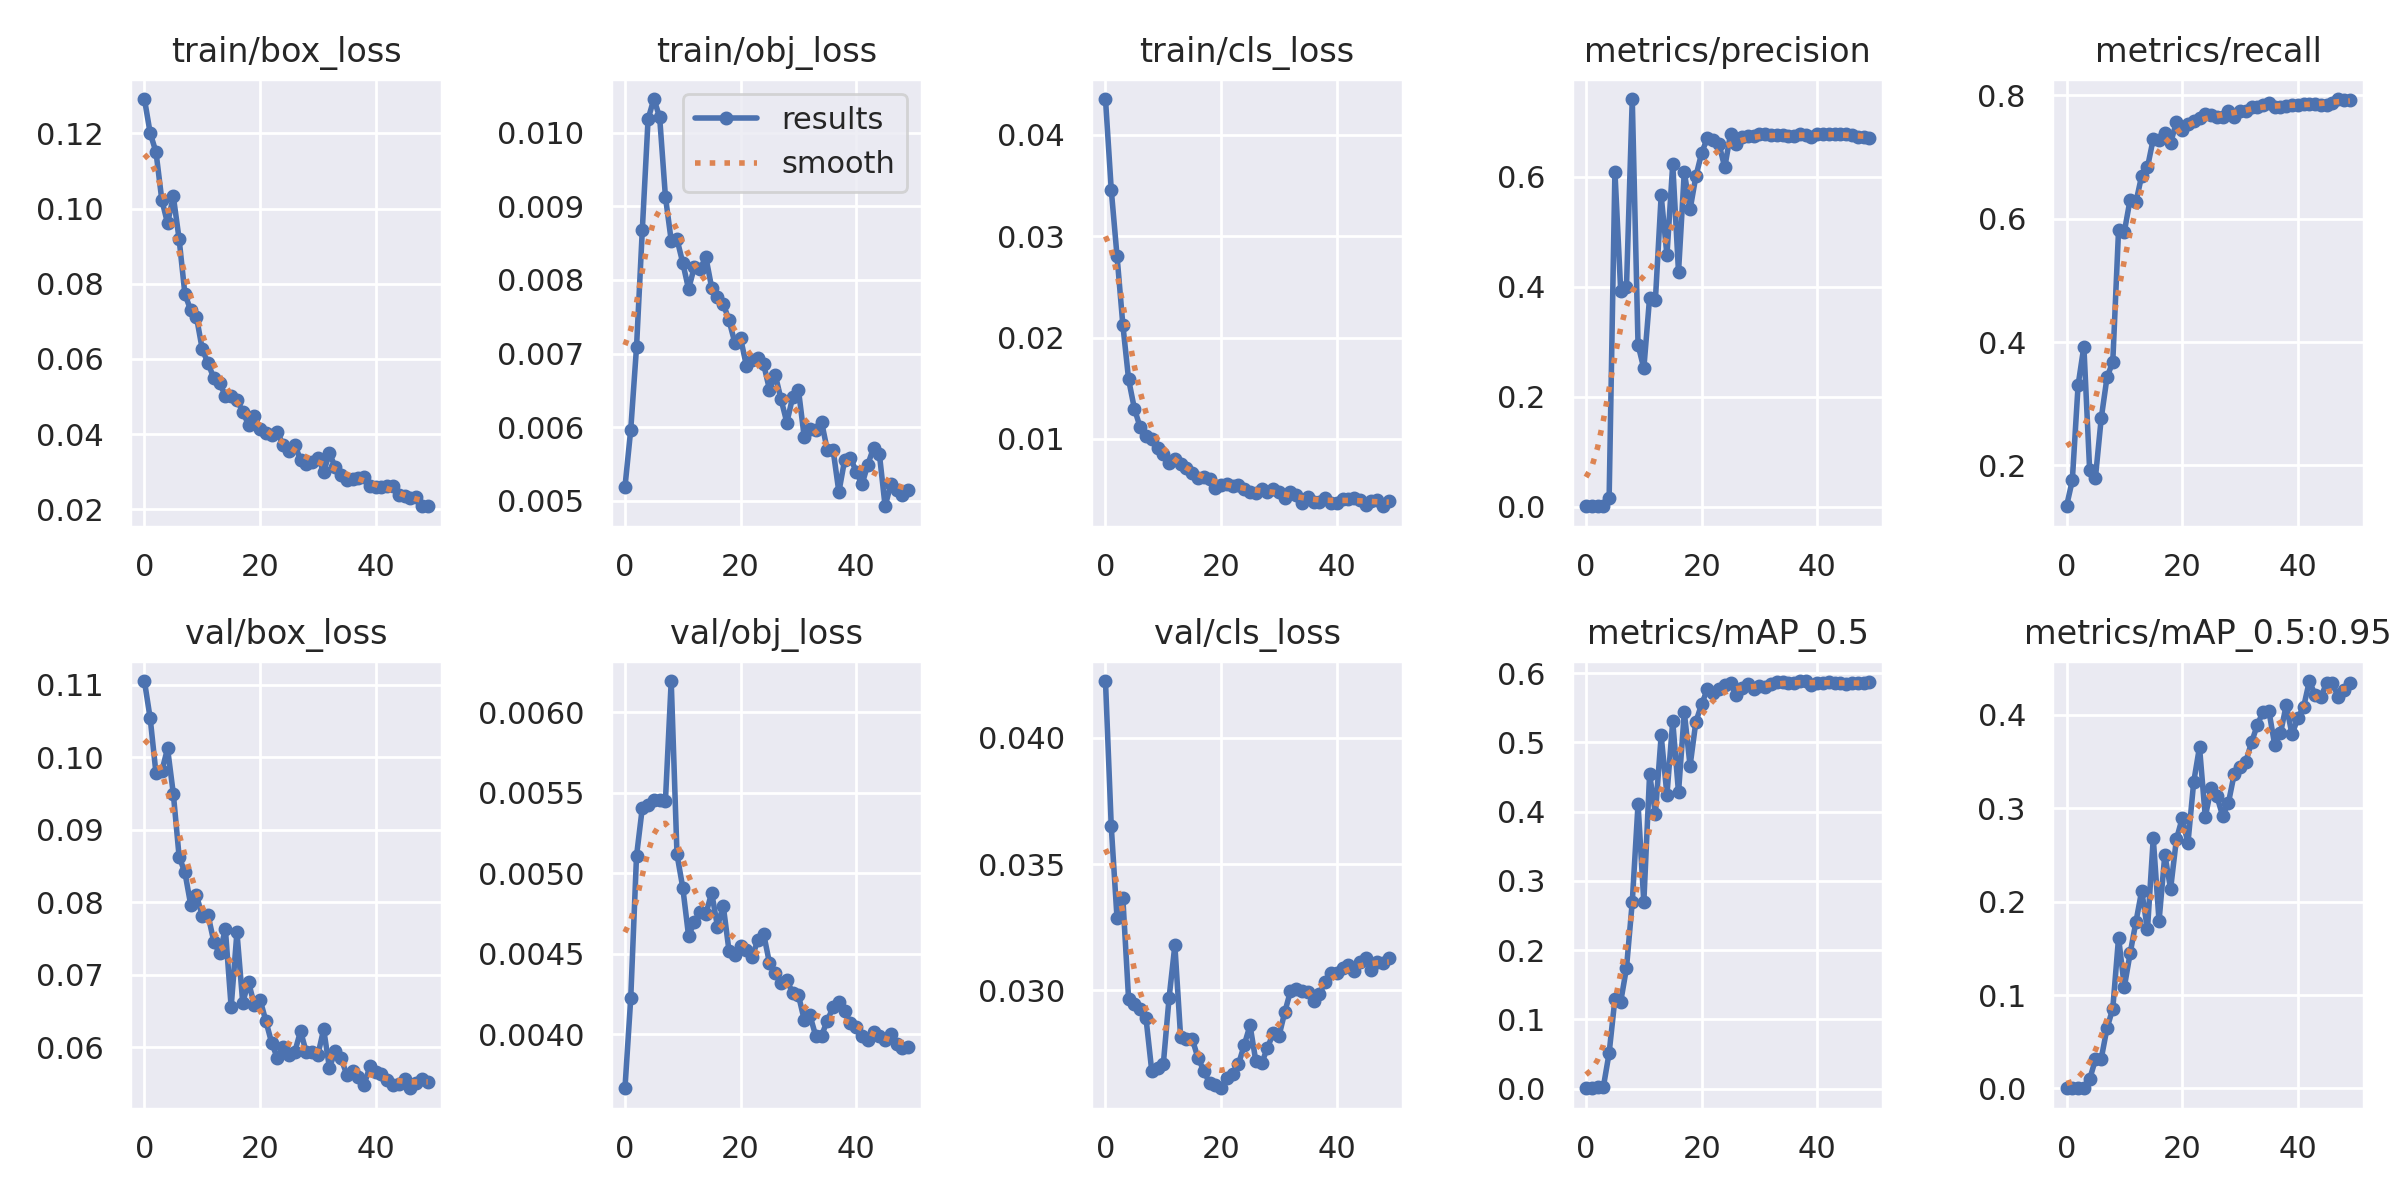 train/box_loss
0.12
0.10
0.08
0.06
0.04
0.02
0 20 40
train/obj_loss
results
smooth
0.010
0.009
0.008
0.007
0.006
0.005
0 20 40
train/cls_loss
0.04
0.03
0.02
0.01
0 20 40
metrics/precision
0.6
0.4
0.2
0.0
0 20 40
metrics/recall
0.8
0.6
0.4
0.2
0 20 40
val/box_loss
0.11
0.10
0.09
0.08
0.07
0.06
0 20 40
val/obj_loss
0.0060
0.0055
0.0050
0.0045
0.0040
0 20 40
val/cls_loss
0.040
0.035
0.030
0 20 40
metrics/mAP_0.5
0.6
0.5
0.4
0.3
0.2
0.1
0.0
0 20 40
metrics/mAP_0.5:0.95
0.4
0.3
0.2
0.1
0.0
0 20 40